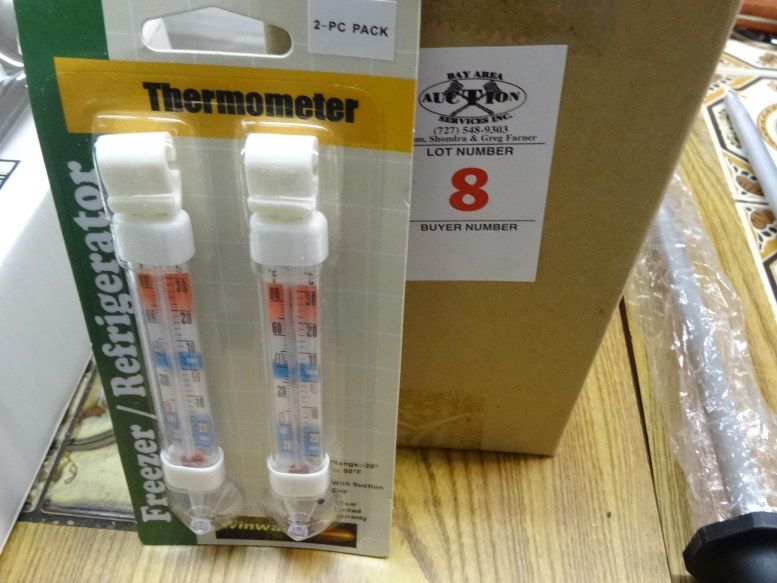 2-PC PACK
Thermometer
Freezer / Refrigerator
Range: -20°
to 80°F
With Suction
Cup
Year
Limited
Warranty
BAY AREA
AUCTION
SERVICES INC.
(727) 548-9303
Shondra & Greg Farner
LOT NUMBER
8
BUYER NUMBER